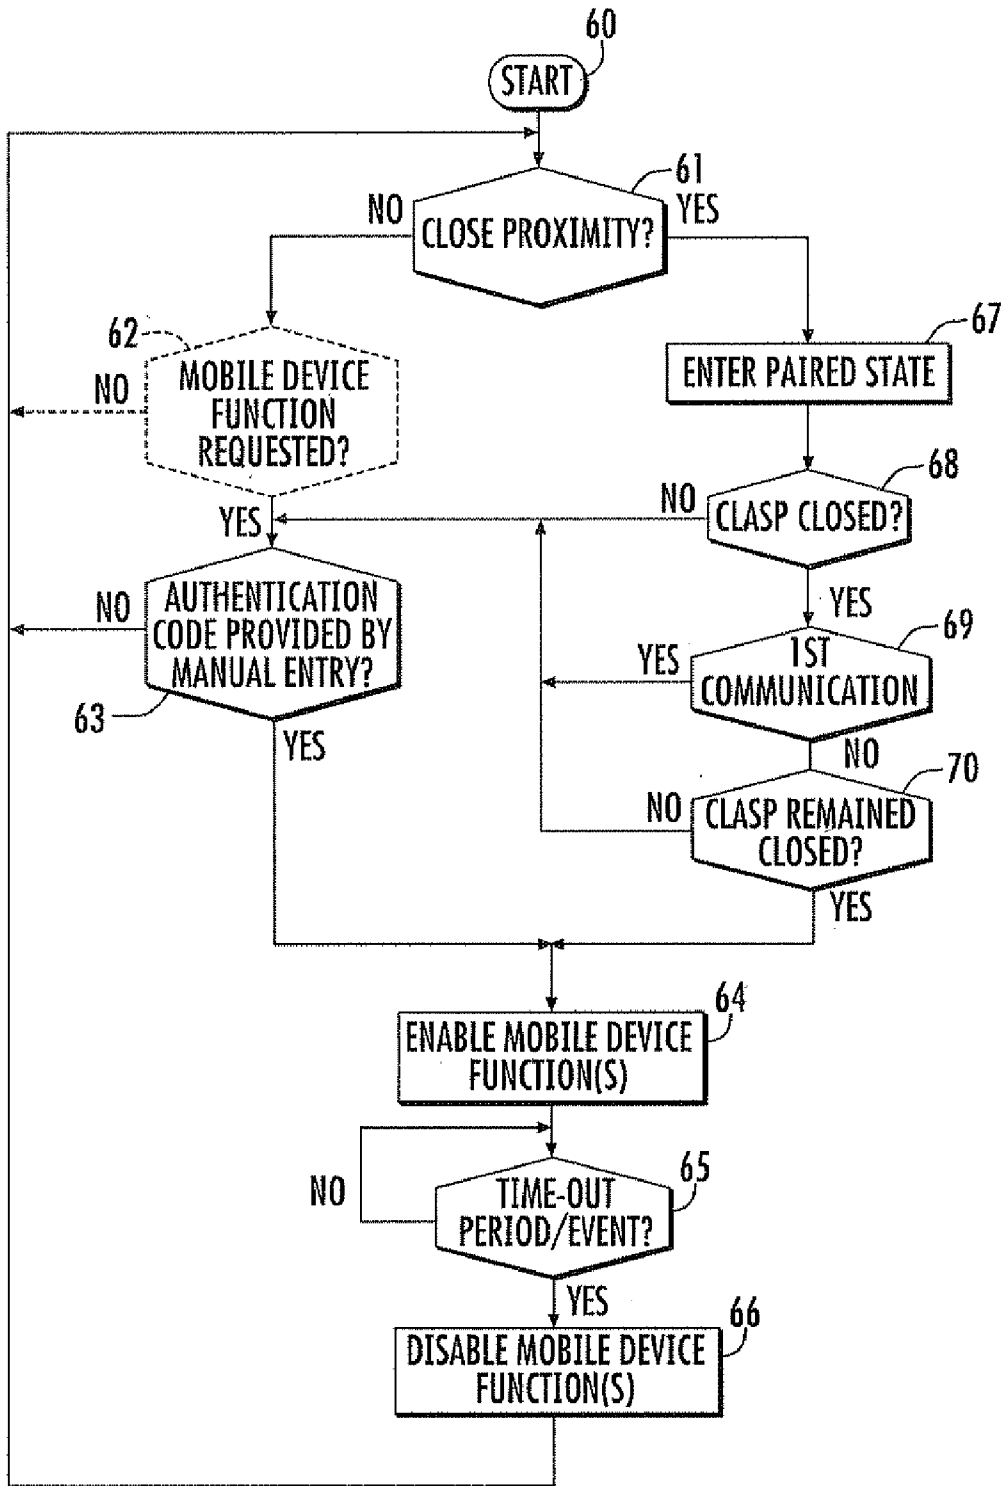 60
START
61
NO
YES
CLOSE PROXIMITY?
62
NO
MOBILE DEVICE
FUNCTION
REQUESTED?
YES
67
ENTER PAIRED STATE
68
NO
CLASP CLOSED?
YES
NO
AUTHENTICATION
CODE PROVIDED BY
MANUAL ENTRY?
63
YES
69
YES
1ST
COMMUNICATION
NO
70
NO
CLASP REMAINED
CLOSED?
YES
64
ENABLE MOBILE DEVICE
FUNCTION(S)
65
NO
TIME-OUT
PERIOD/EVENT?
YES
66
DISABLE MOBILE DEVICE
FUNCTION(S)